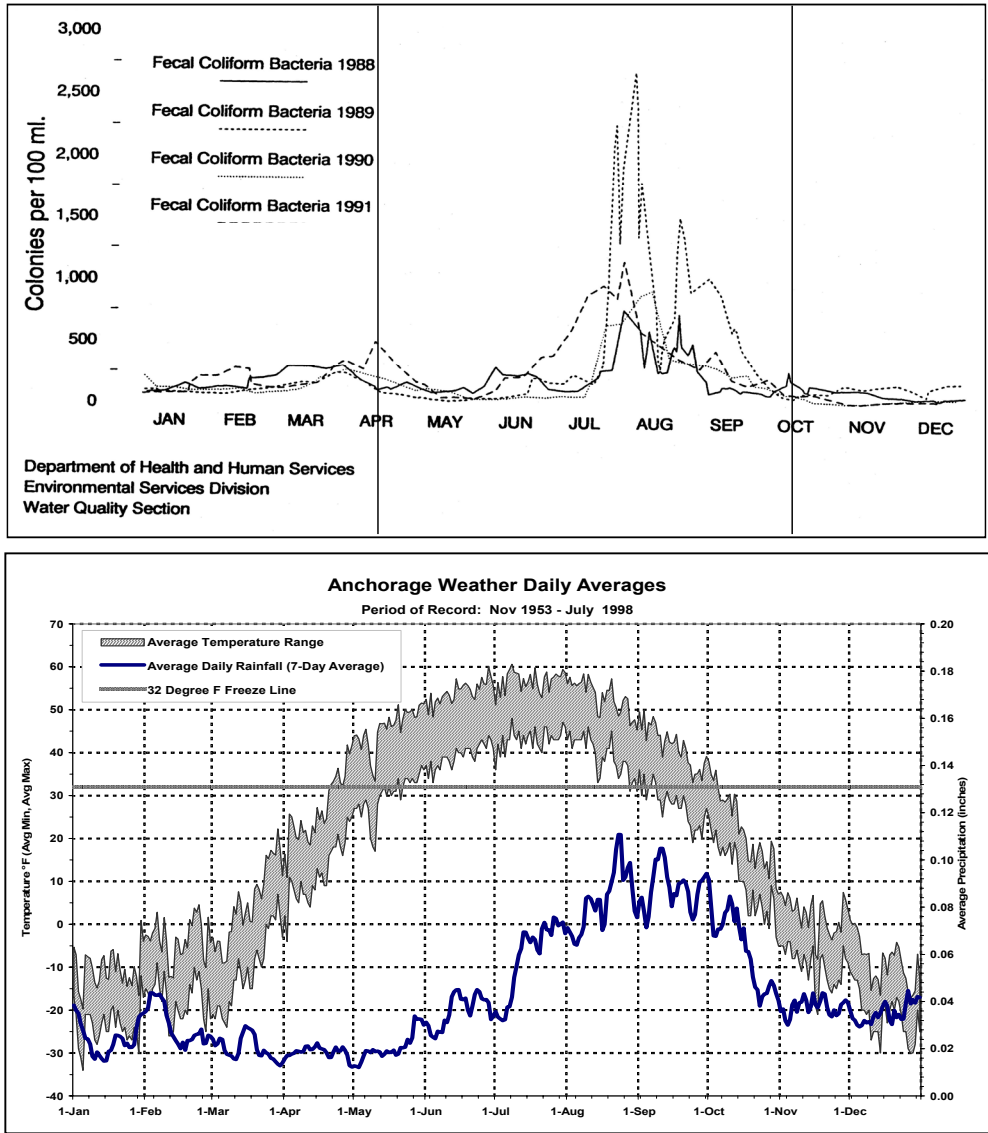 3,000
Fecal Coliform Bacteria 1988
2,500
Fecal Coliform Bacteria 1989
2,000
Fecal Coliform Bacteria 1990
1,500
Fecal Coliform Bacteria 1991
1,000
500
0
Colonies per 100 ml.
JAN FEB MAR APR MAY JUN JUL AUG SEP OCT NOV DEC
Department of Health and Human Services
Environmental Services Division
Water Quality Section
Anchorage Weather Daily Averages
Period of Record: Nov 1953 - July 1998
Average Temperature Range
Average Daily Rainfall (7-Day Average)
32 Degree F Freeze Line
Temperature °F (Avg Min, Avg Max)
70
60
50
40
30
20
10
0
-10
-20
-30
-40
0.20
0.18
0.16
0.14
0.12
0.10
0.08
0.06
0.04
0.02
0.00
Average Precipitation (inches)
1-Jan 1-Feb 1-Mar 1-Apr 1-May 1-Jun 1-Jul 1-Aug 1-Sep 1-Oct 1-Nov 1-Dec